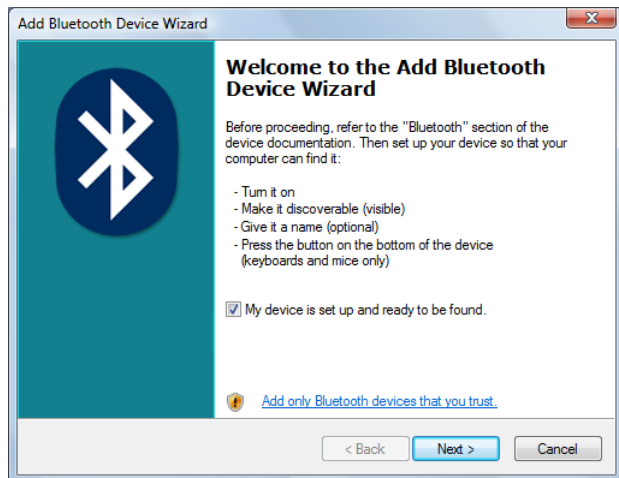 Add Bluetooth Device Wizard
Welcome to the Add Bluetooth
Device Wizard
Before proceeding, refer to the "Bluetooth" section of the
device documentation. Then set up your device so that your
computer can find it:
- Turn it on
- Make it discoverable (visible)
- Give it a name (optional)
- Press the button on the bottom of the device
(keyboards and mice only)
My device is set up and ready to be found.
Add only Bluetooth devices that you trust.
< Back Next > Cancel